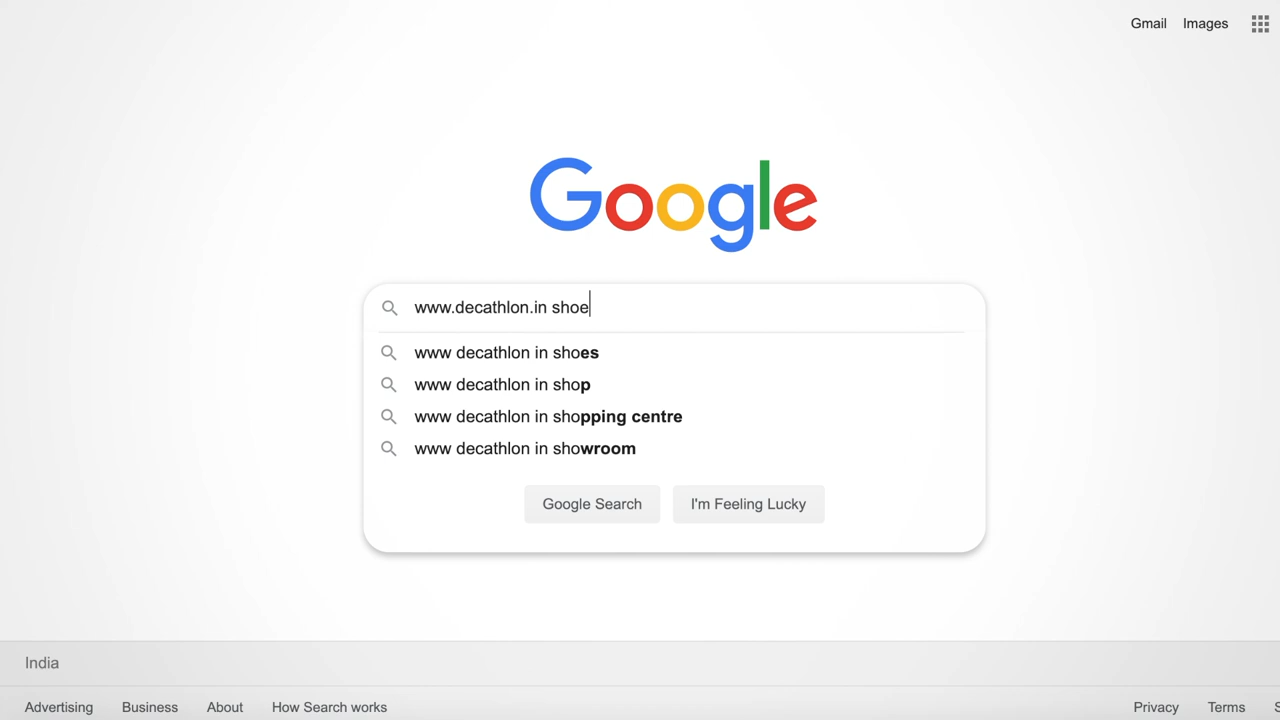 Gmail Images
Google
www.decathlon.in shoe
www decathlon in shoes
www decathlon in shop
www decathlon in shopping centre
www decathlon in showroom
Google Search I'm Feeling Lucky
India
Advertising Business About How Search works Privacy Terms